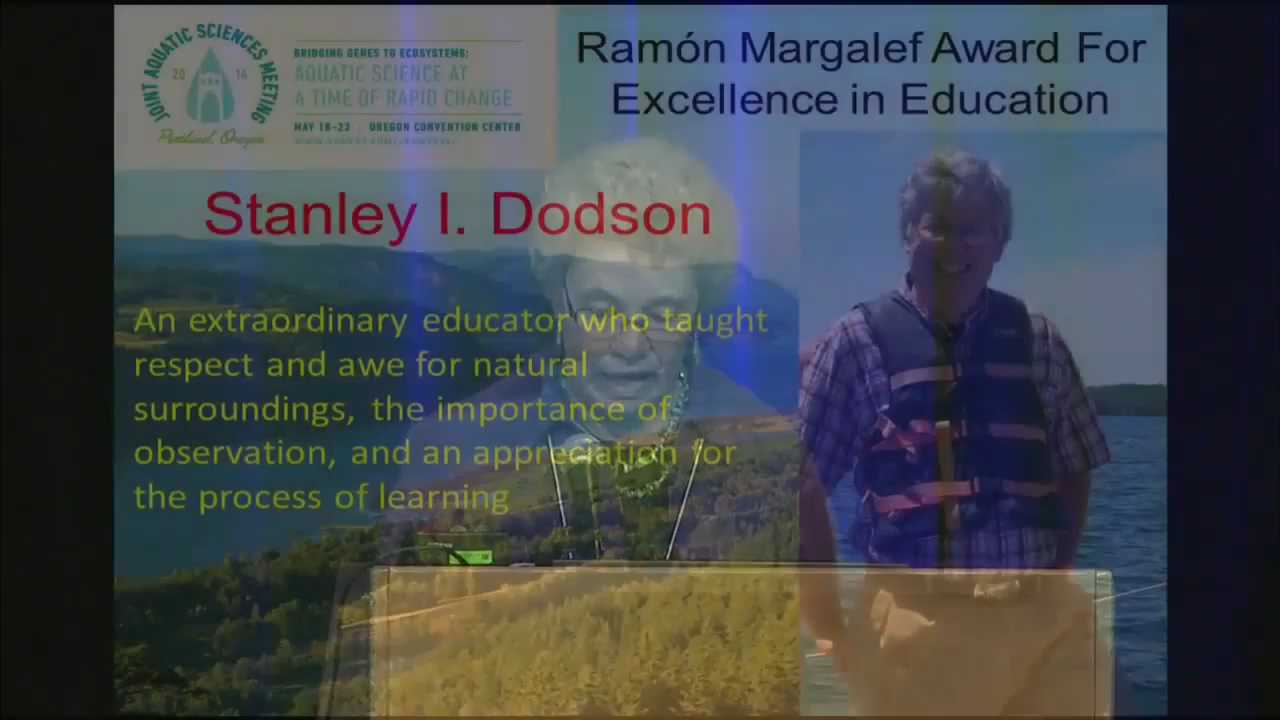 JOINT AQUATIC SCIENCES MEETING
20 14
Portland, Oregon
BRIDGING GENES TO ECOSYSTEMS:
AQUATIC SCIENCE AT
A TIME OF RAPID CHANGE
MAY 18-23 | OREGON CONVENTION CENTER
Ramón Margalef Award For
Excellence in Education
Stanley I. Dodson
An extraordinary educator who taught
respect and awe for natural
surroundings, the importance of
observation, and an appreciation for
the process of learning